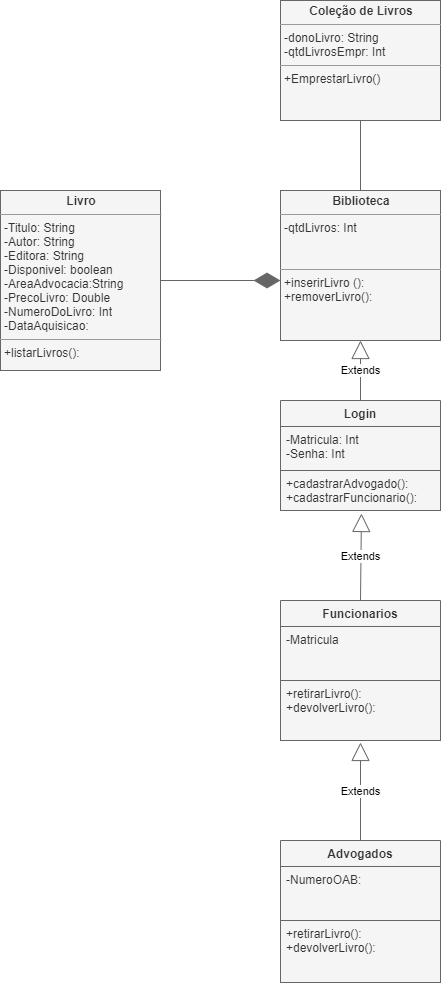 Coleção de Livros
-donoLivro: String
-qtdLivrosEmpr: Int
+EmprestarLivro()
Livro
-Titulo: String
-Autor: String
-Editora: String
-Disponivel: boolean
-AreaAdvocacia:String
-PrecoLivro: Double
-NumeroDoLivro: Int
-DataAquisicao:
+listarLivros():
Biblioteca
-qtdLivros: Int
+inserirLivro ():
+removerLivro():
Extends
Login
-Matricula: Int
-Senha: Int
+cadastrarAdvogado():
+cadastrarFuncionario():
Extends
Funcionarios
-Matricula
+retirarLivro():
+devolverLivro():
Extends
Advogados
-NumeroOAB:
+retirarLivro():
+devolverLivro():